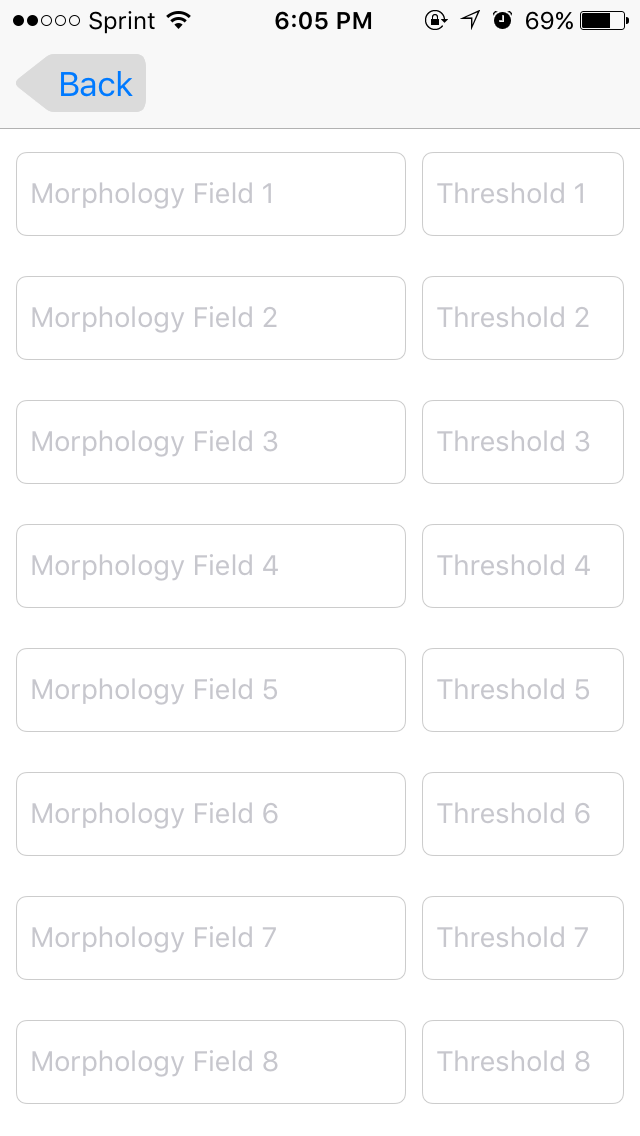 Sprint 6:05 PM 69%
Back
Morphology Field 1 Threshold 1
Morphology Field 2 Threshold 2
Morphology Field 3 Threshold 3
Morphology Field 4 Threshold 4
Morphology Field 5 Threshold 5
Morphology Field 6 Threshold 6
Morphology Field 7 Threshold 7
Morphology Field 8 Threshold 8